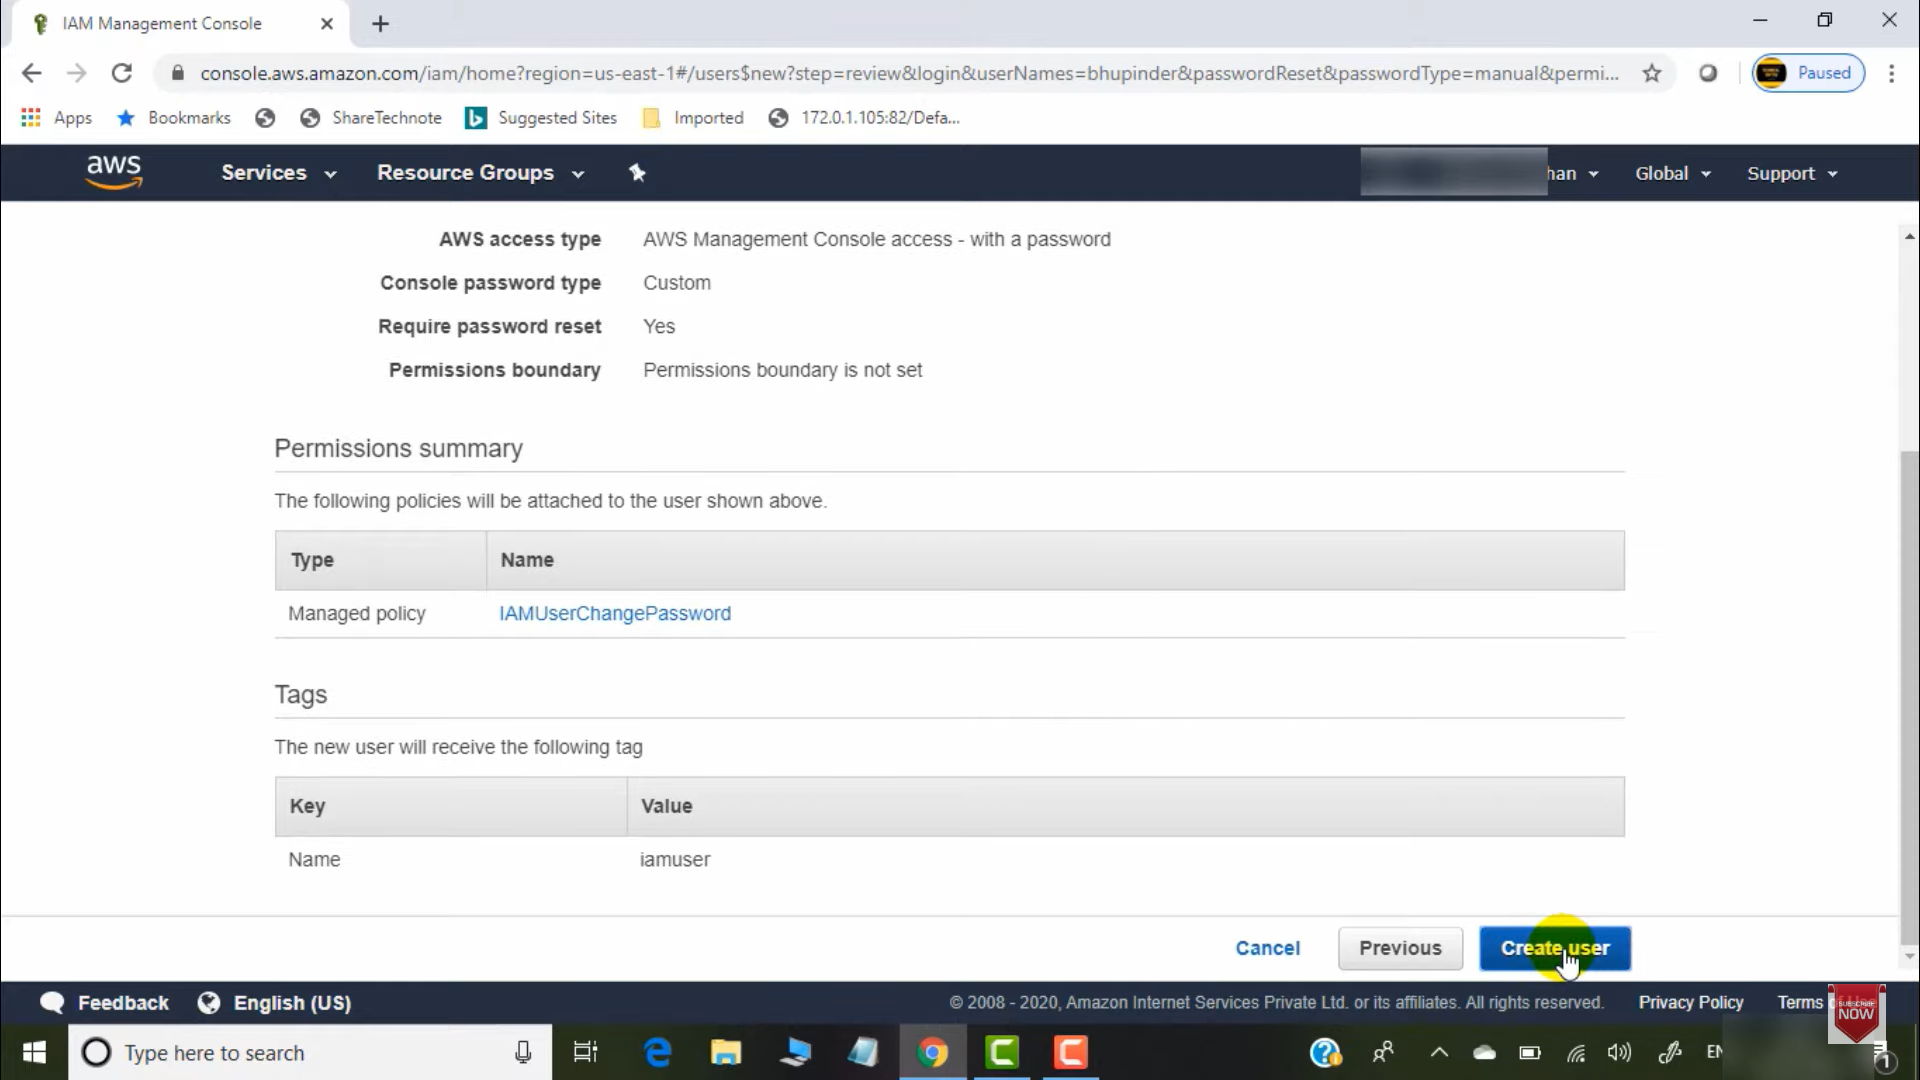 IAM Management Console
console.aws.amazon.com/iam/home?region=us-east-1#/users$new?step=review&login&userNames=bhupinder&passwordReset&passwordType=manual&permi...
Paused
Apps
Bookmarks
ShareTechnote
Suggested Sites
Imported
172.0.1.105:82/Defa...
aws
Services
Resource Groups
han
Global
Support
AWS access type AWS Management Console access - with a password
Console password type Custom
Require password reset Yes
Permissions boundary Permissions boundary is not set
Permissions summary
The following policies will be attached to the user shown above.
Type Name
Managed policy IAMUserChangePassword
Tags
The new user will receive the following tag
Key Value
Name iamuser
Cancel Previous Create user
Feedback English (US) © 2008 - 2020, Amazon Internet Services Private Ltd. or its affiliates. All rights reserved. Privacy Policy Terms
SUBSCRIBE
NOW
Type here to search
EN
1